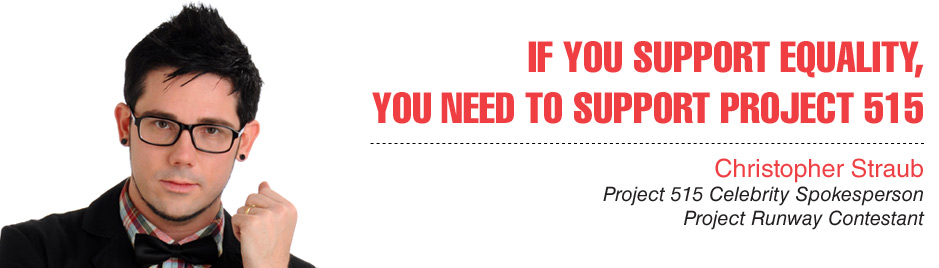 IF YOU SUPPORT EQUALITY,
YOU NEED TO SUPPORT PROJECT 515
Christopher Straub
Project 515 Celebrity Spokesperson
Project Runway Contestant